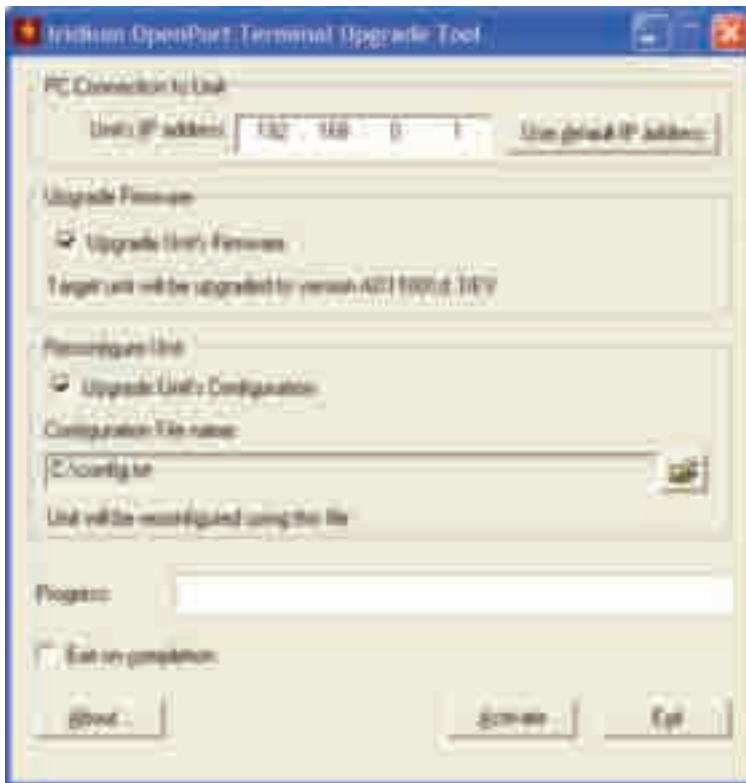 Iridium OpenPort Terminal Upgrade Tool
PC Connection to Unit
Unit's IP address 192 . 168 . 0 . 1 Use default IP address
Upgrade Firmware
Upgrade Unit's Firmware
Target unit will be upgraded to version
Reconfigure Unit
Upgrade Unit's Configuration
Configuration File name:
C:\config.txt
Unit will be reconfigured using this file
Progress:
Exit on completion
About...
Activate
Exit